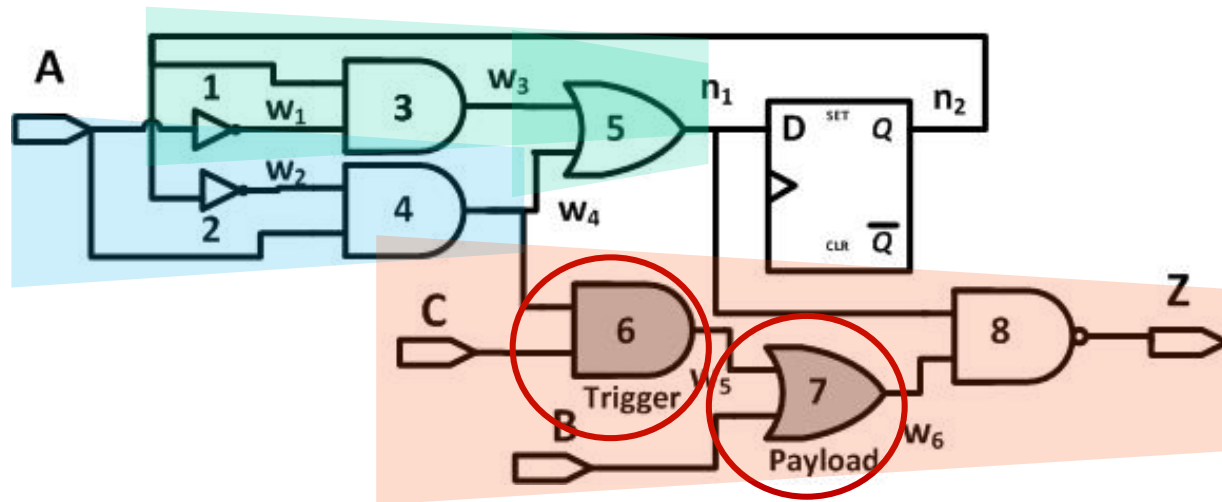 A
1
w₁
3
w₃
5
n₁
D
SET
Q
n₂
w₂
2
4
w₄
CLR
Q̅
C
6
Trigger
w₅
7
Payload
B
w₆
8
Z